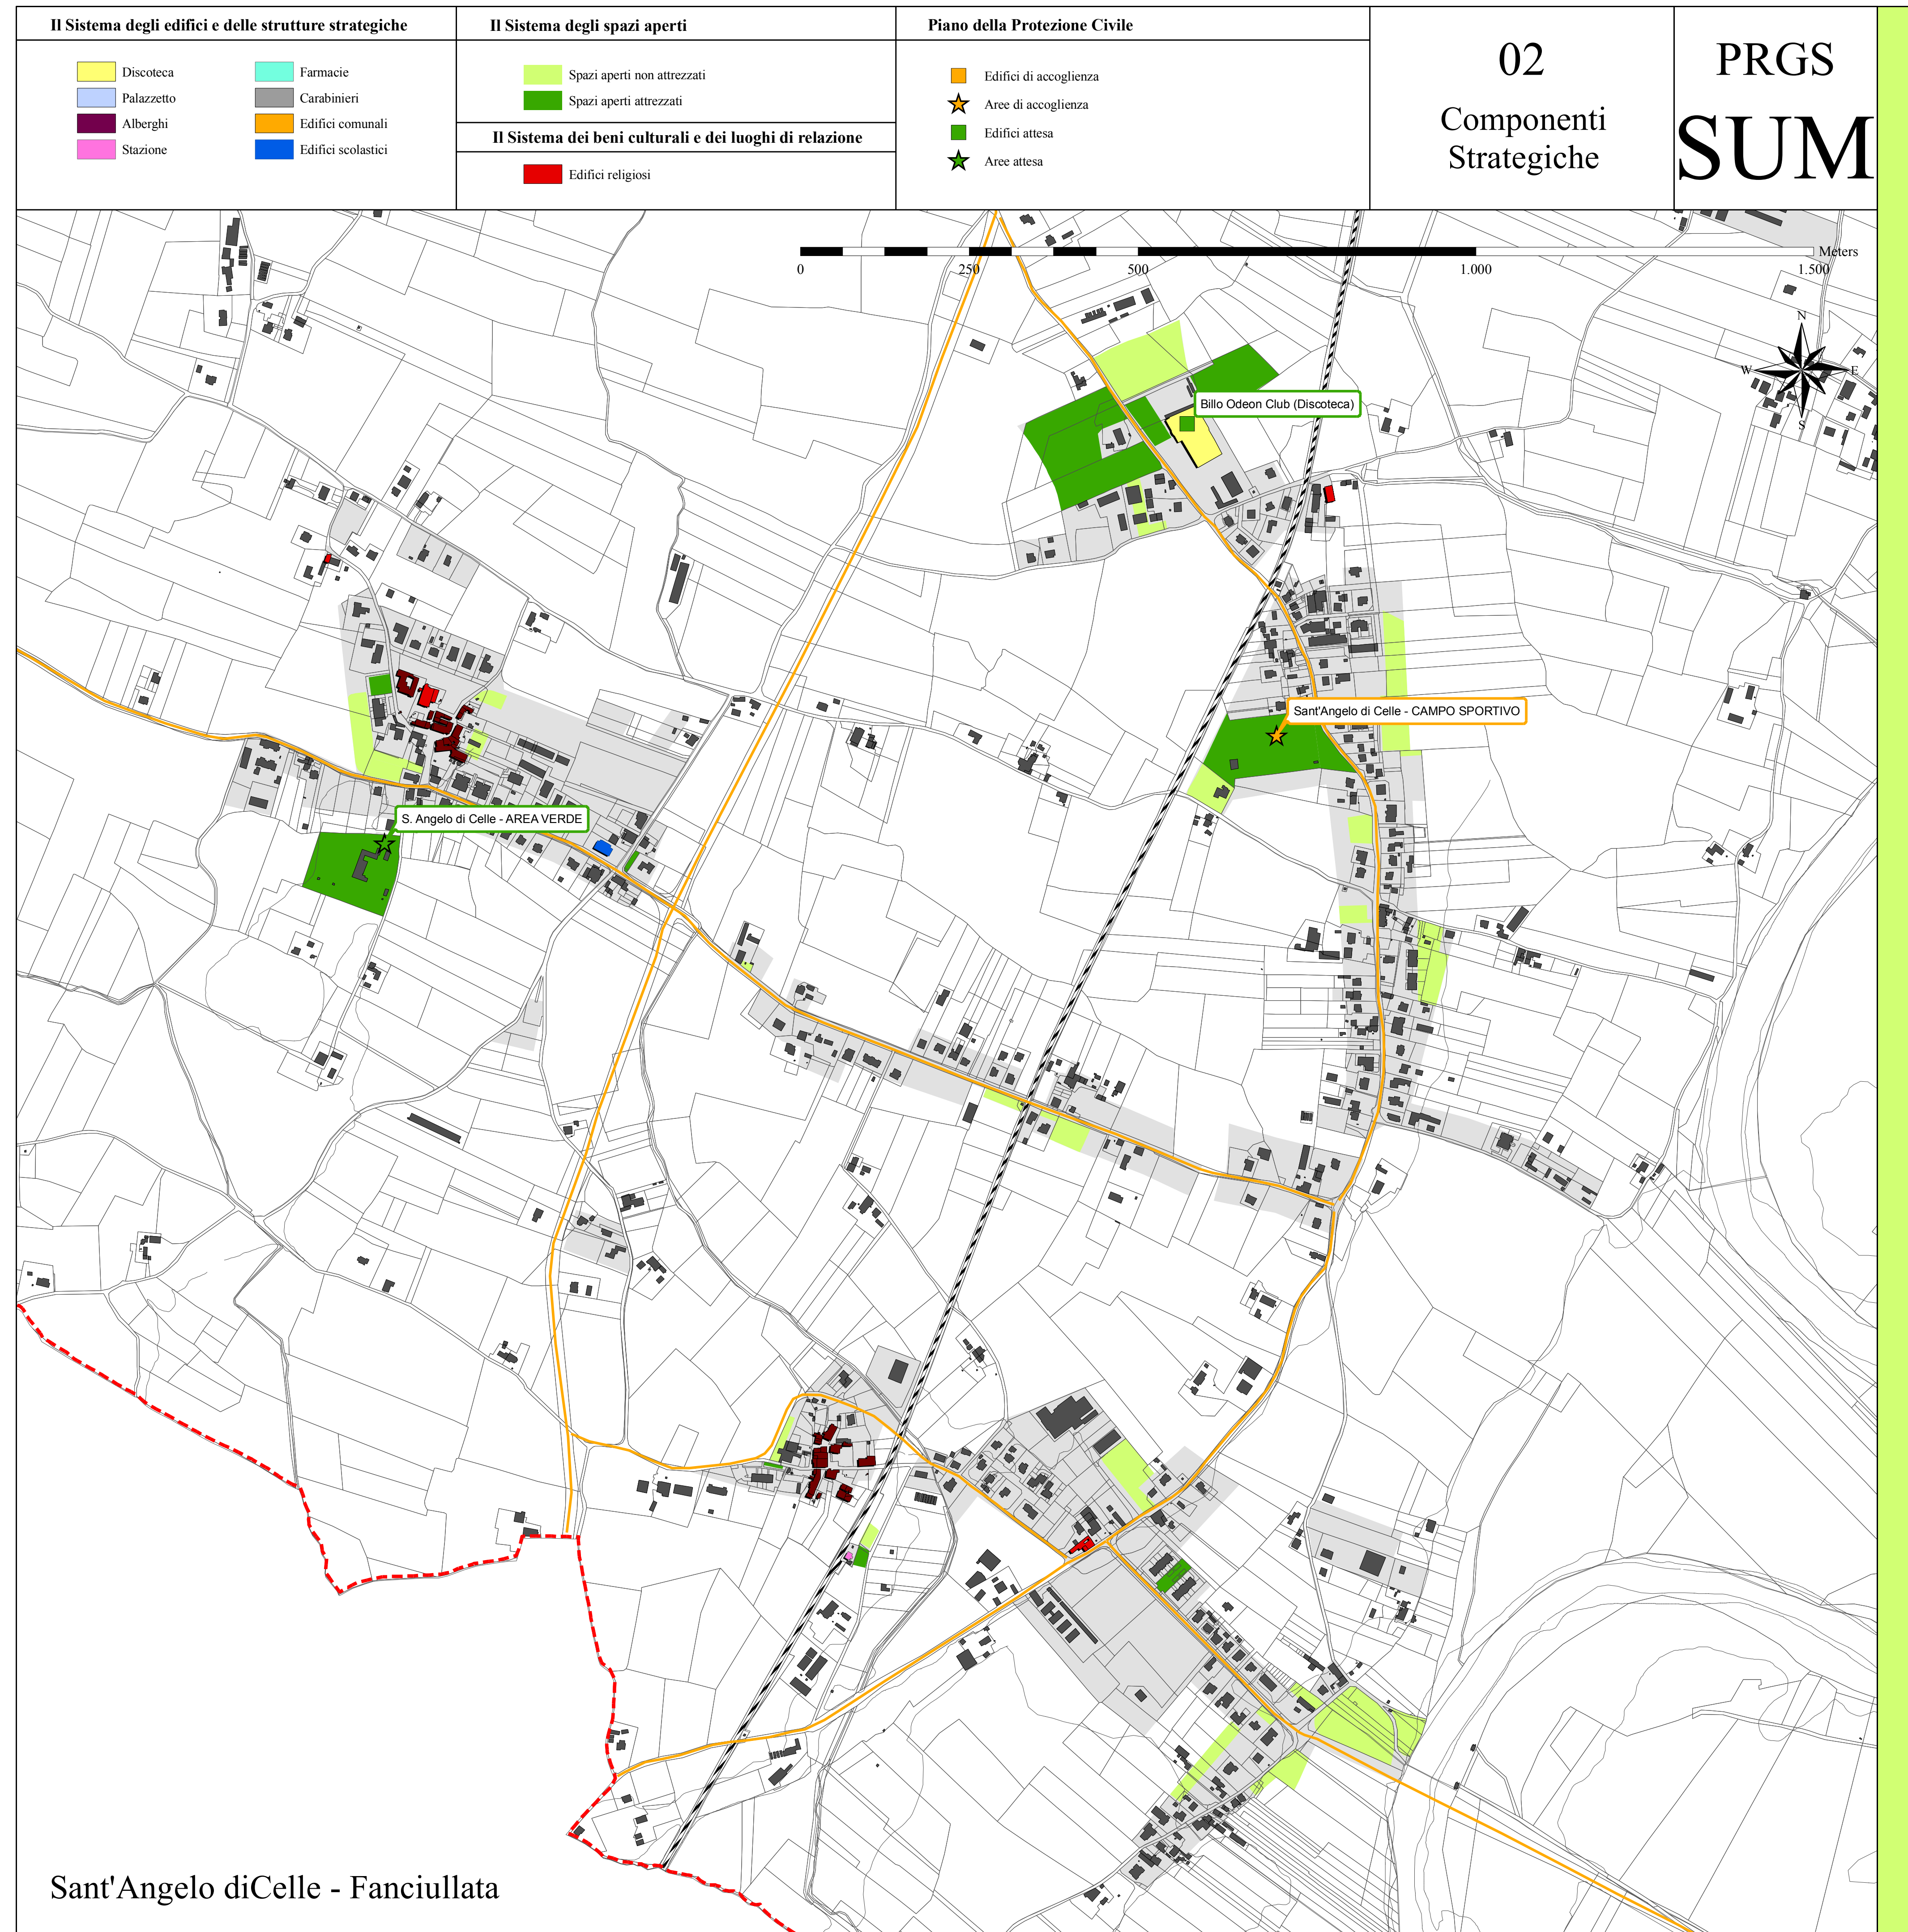 Il Sistema degli edifici e delle strutture strategiche
Discoteca
Palazzetto
Alberghi
Stazione
Farmacie
Carabinieri
Edifici comunali
Edifici scolastici
Il Sistema degli spazi aperti
Spazi aperti non attrezzati
Spazi aperti attrezzati
Il Sistema dei beni culturali e dei luoghi di relazione
Edifici religiosi
Piano della Protezione Civile
Edifici di accoglienza
Aree di accoglienza
Edifici attesa
Aree attesa
02
Componenti
Strategiche
PRGS
SUM
Meters
0 250 500 1.000 1.500
N
W E
S
Billo Odeon Club (Discoteca)
Sant'Angelo di Celle - CAMPO SPORTIVO
S. Angelo di Celle - AREA VERDE
Sant'Angelo diCelle - Fanciullata